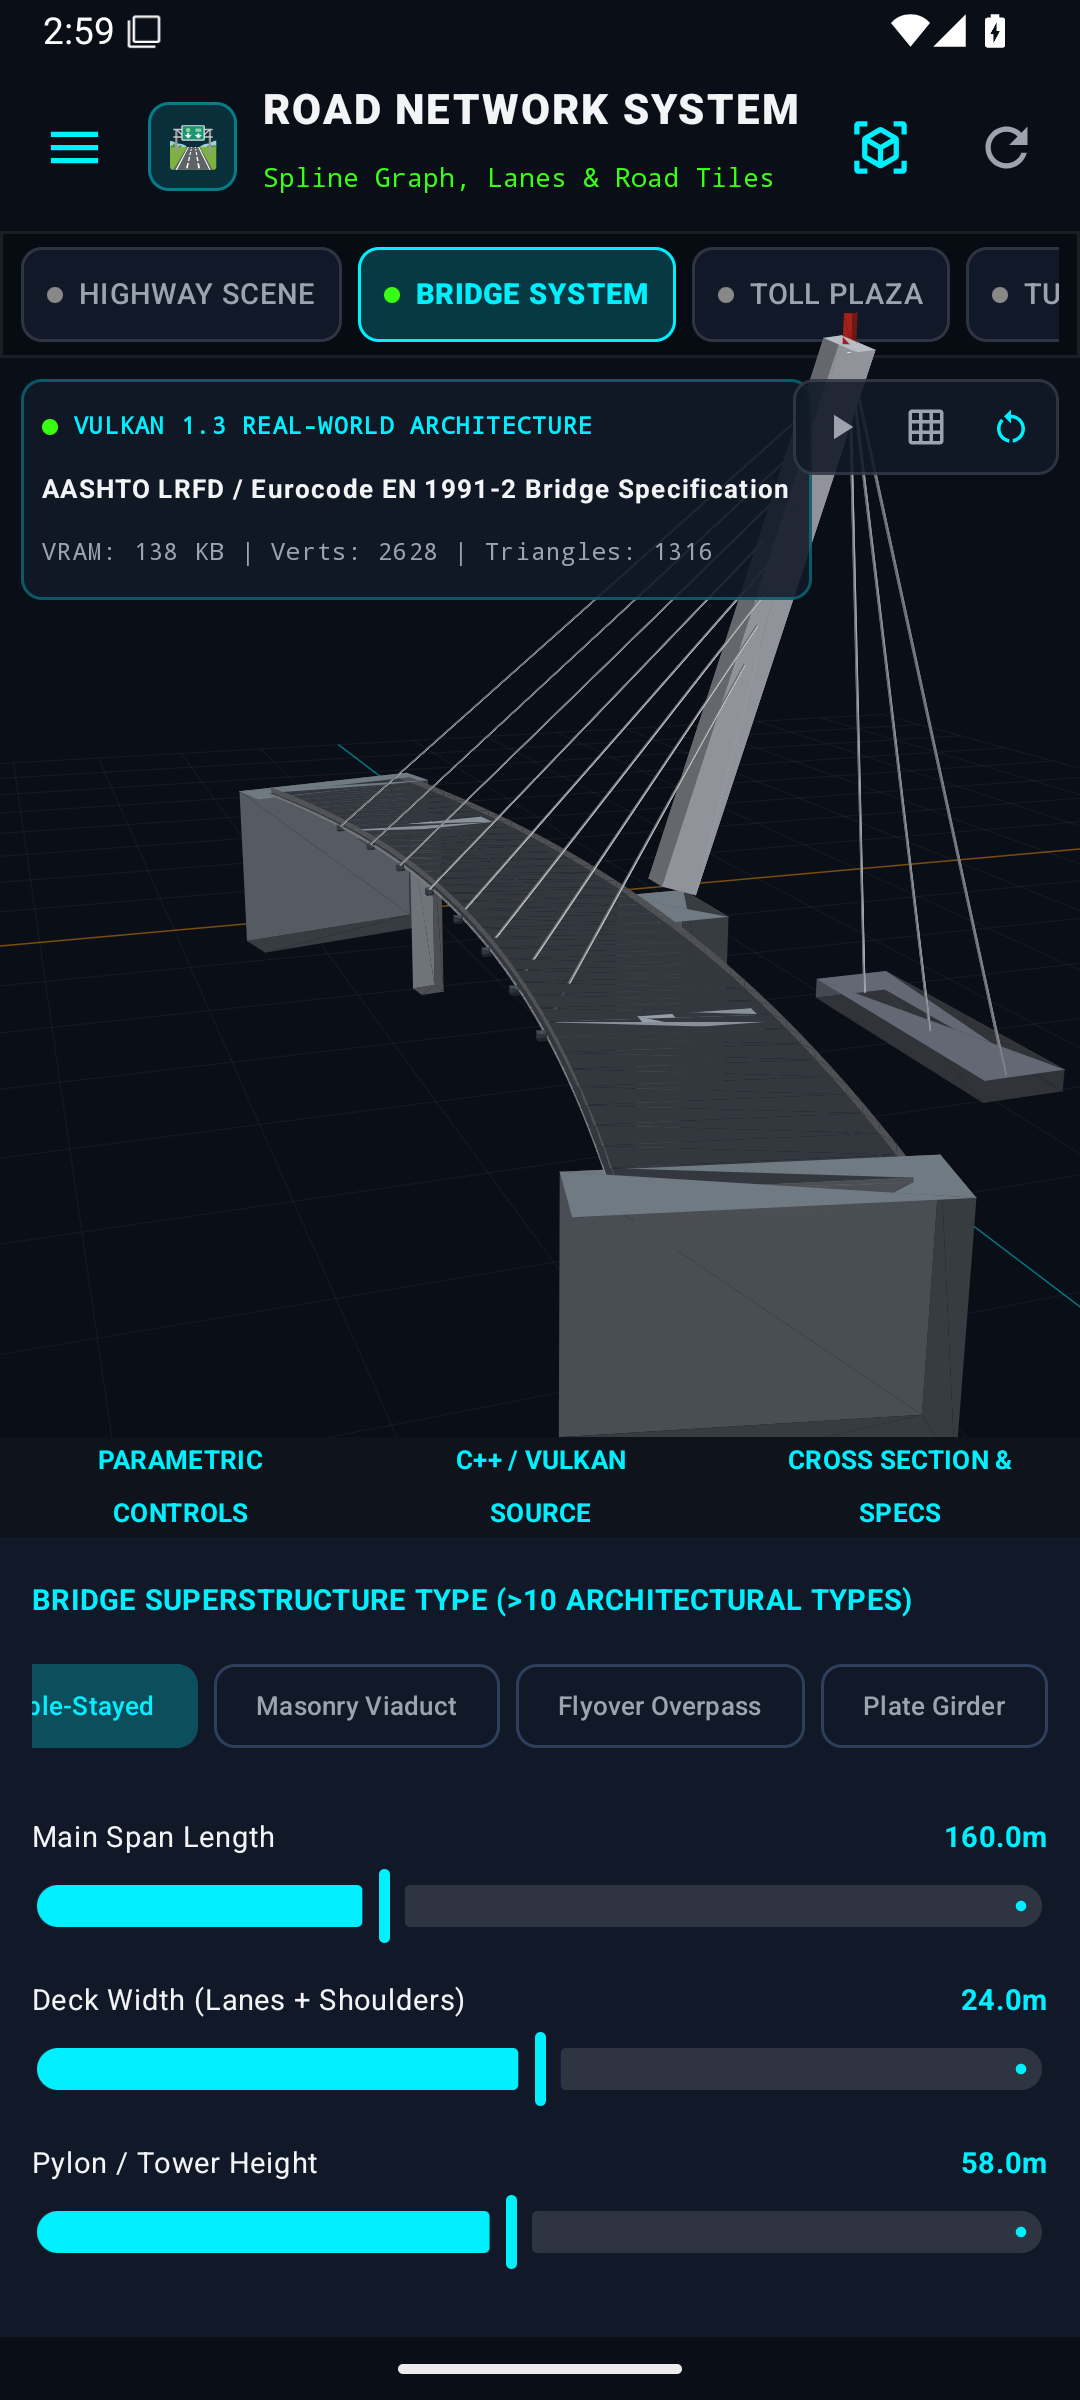 2:59
ROAD NETWORK SYSTEM
Spline Graph, Lanes & Road Tiles
HIGHWAY SCENE
BRIDGE SYSTEM
TOLL PLAZA
TU
VULKAN 1.3 REAL-WORLD ARCHITECTURE
AASHTO LRFD / Eurocode EN 1991-2 Bridge Specification
VRAM: 138 KB | Verts: 2628 | Triangles: 1316
PARAMETRIC
CONTROLS
C++ / VULKAN
SOURCE
CROSS SECTION &
SPECS
BRIDGE SUPERSTRUCTURE TYPE (>10 ARCHITECTURAL TYPES)
ble-Stayed
Masonry Viaduct
Flyover Overpass
Plate Girder
Main Span Length
160.0m
Deck Width (Lanes + Shoulders)
24.0m
Pylon / Tower Height
58.0m